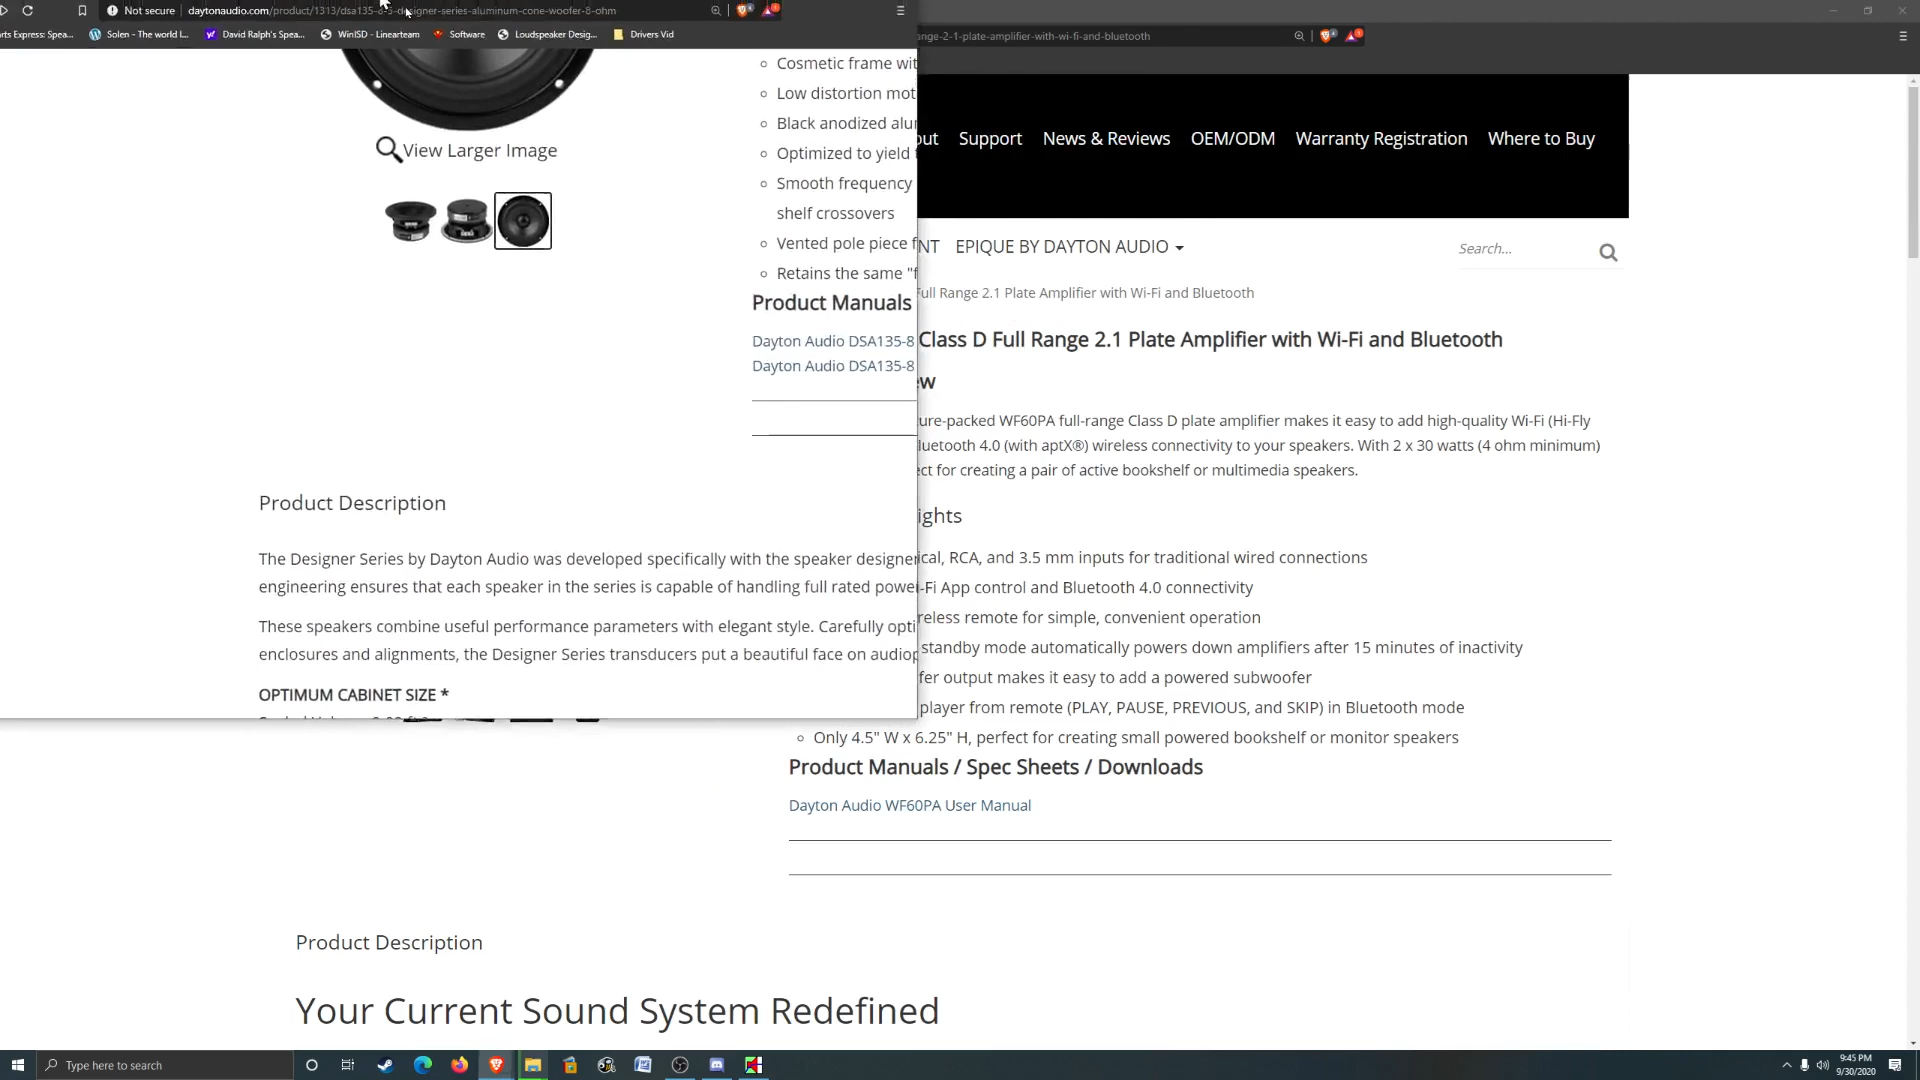 Not secure | daytonaudio.com/product/1313/dsa135-8-5-designer-series-aluminum-cone-woofer-8-ohm
ange-2-1-plate-amplifier-with-wi-fi-and-bluetooth
rts Express: Spea...
Solen - The world l...
David Ralph's Spea...
WinISD - Linearteam
Software
Loudspeaker Desig...
Drivers Vid
Cosmetic frame wit
Low distortion mot
Black anodized alu
Optimized to yield
Smooth frequency
shelf crossovers
Vented pole piece f
Retains the same "f
View Larger Image
Product Manuals
Dayton Audio DSA135-8
Dayton Audio DSA135-8
Product Description
The Designer Series by Dayton Audio was developed specifically with the speaker designer
engineering ensures that each speaker in the series is capable of handling full rated power
These speakers combine useful performance parameters with elegant style. Carefully opti
enclosures and alignments, the Designer Series transducers put a beautiful face on audiop
OPTIMUM CABINET SIZE *
out Support News & Reviews OEM/ODM Warranty Registration Where to Buy
NT EPIQUE BY DAYTON AUDIO
Search...
Full Range 2.1 Plate Amplifier with Wi-Fi and Bluetooth
Class D Full Range 2.1 Plate Amplifier with Wi-Fi and Bluetooth
ew
ure-packed WF60PA full-range Class D plate amplifier makes it easy to add high-quality Wi-Fi (Hi-Fly
luetooth 4.0 (with aptX®) wireless connectivity to your speakers. With 2 x 30 watts (4 ohm minimum)
ct for creating a pair of active bookshelf or multimedia speakers.
ights
ical, RCA, and 3.5 mm inputs for traditional wired connections
-Fi App control and Bluetooth 4.0 connectivity
reless remote for simple, convenient operation
standby mode automatically powers down amplifiers after 15 minutes of inactivity
fer output makes it easy to add a powered subwoofer
player from remote (PLAY, PAUSE, PREVIOUS, and SKIP) in Bluetooth mode
Only 4.5" W x 6.25" H, perfect for creating small powered bookshelf or monitor speakers
Product Manuals / Spec Sheets / Downloads
Dayton Audio WF60PA User Manual
Product Description
Your Current Sound System Redefined
Type here to search
9:45 PM
9/30/2020